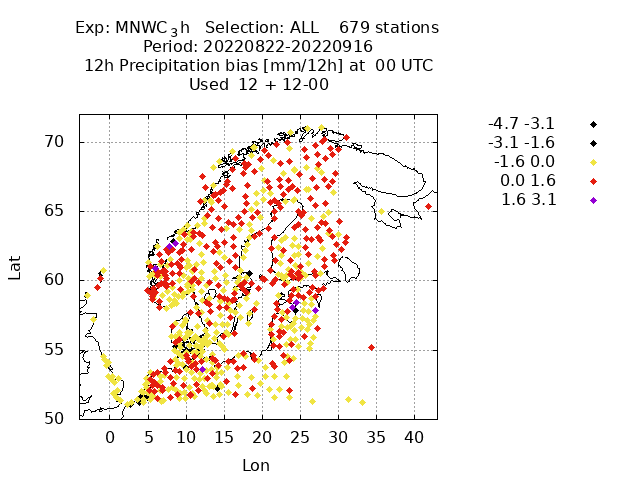 Exp: MNWC3h   Selection: ALL    679 stations
Period: 20220822-20220916
12h Precipitation bias [mm/12h] at  00 UTC
Used  12 + 12-00
-4.7 -3.1
-3.1 -1.6
-1.6 0.0
0.0 1.6
1.6 3.1
70
65
60
55
50
Lat
0 5 10 15 20 25 30 35 40
Lon